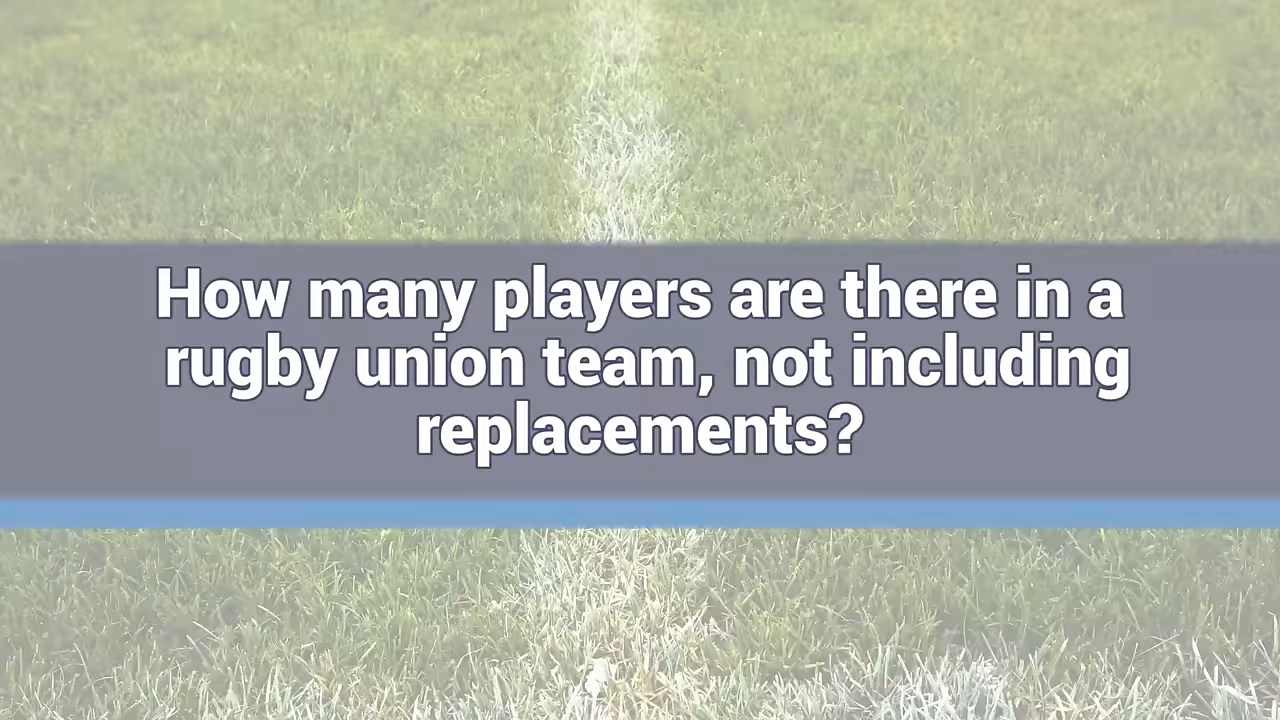 How many players are there in a
rugby union team, not including
replacements?